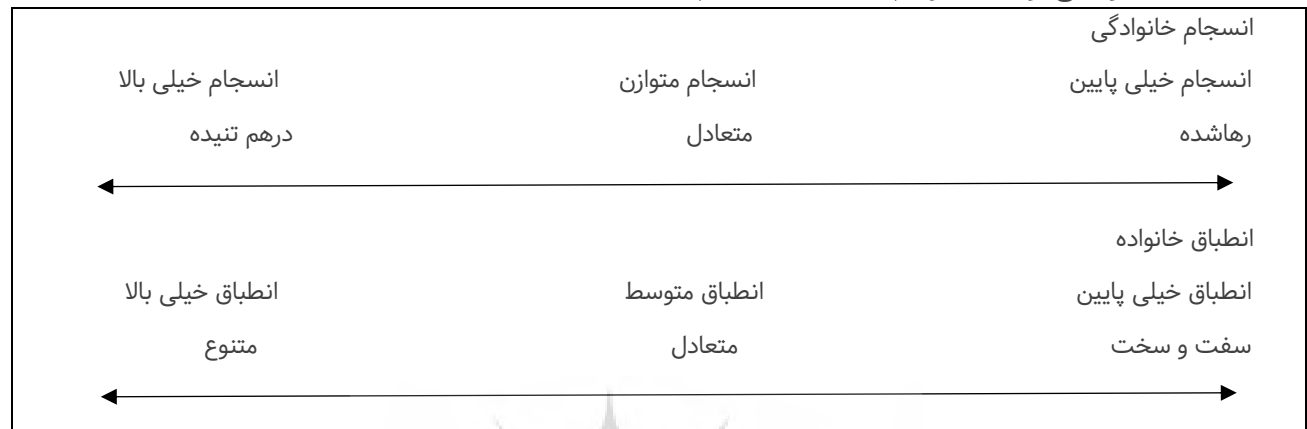 انسجام خانوادگی
انسجام خیلی پایین انسجام متوازن انسجام خیلی بالا
رهاشده متعادل درهم تنیده
انطباق خانواده
انطباق خیلی پایین انطباق متوسط انطباق خیلی بالا
سفت و سخت متعادل متنوع